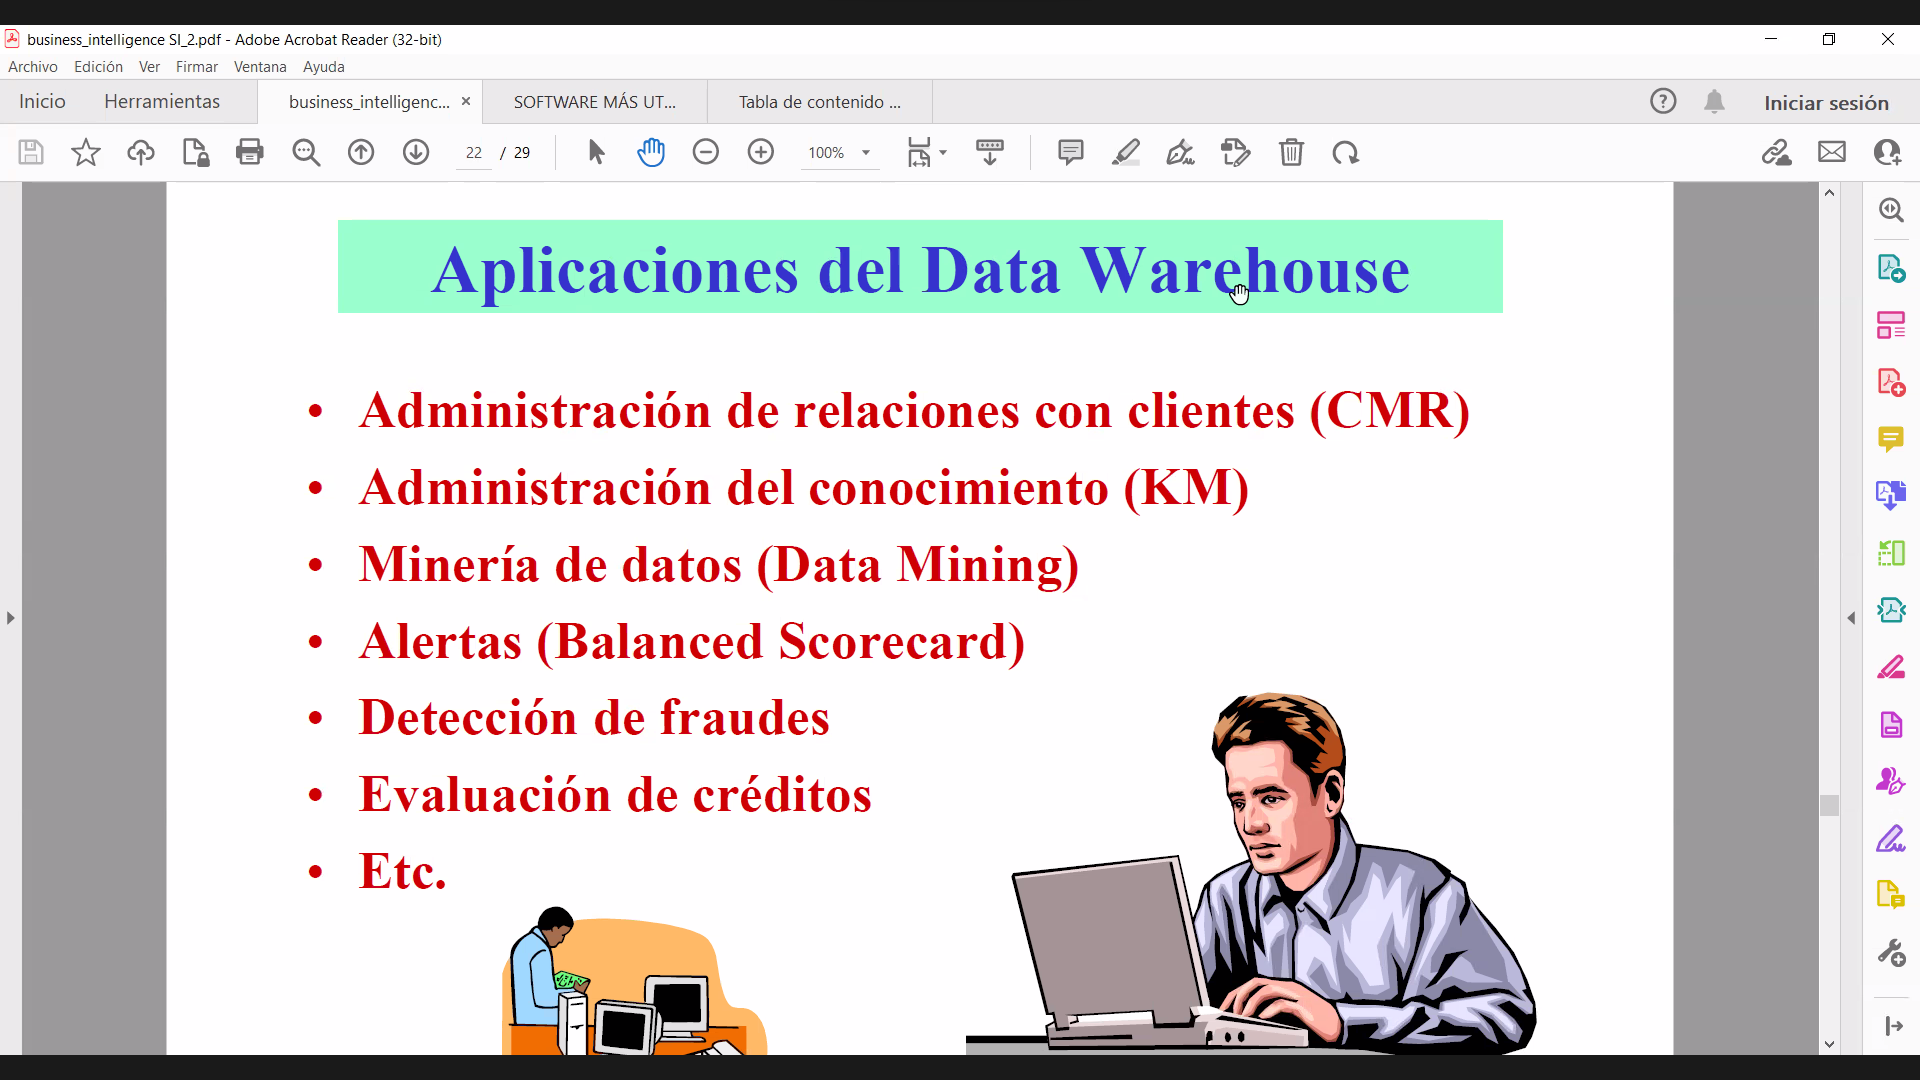 business_intelligence SI_2.pdf - Adobe Acrobat Reader (32-bit)
Archivo Edición Ver Firmar Ventana Ayuda
Inicio Herramientas business_intelligenc... × SOFTWARE MÁS UT... Tabla de contenido ... Iniciar sesión
22 / 29 100%
Aplicaciones del Data Warehouse
• Administración de relaciones con clientes (CMR)
• Administración del conocimiento (KM)
• Minería de datos (Data Mining)
• Alertas (Balanced Scorecard)
• Detección de fraudes
• Evaluación de créditos
• Etc.